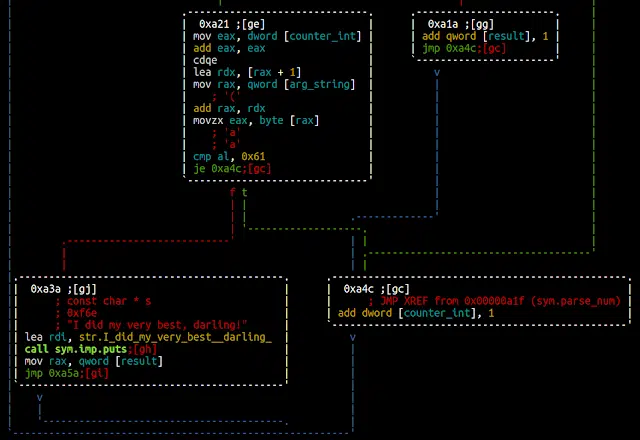 0xa21 ;[ge]
mov eax, dword [counter_int]
add eax, eax
cdqe
lea rdx, [rax + 1]
mov rax, qword [arg_string]
; '('
add rax, rdx
movzx eax, byte [rax]
; 'a'
; 'a'
cmp al, 0x61
je 0xa4c;[gc]
0xa1a ;[gg]
add qword [result], 1
jmp 0xa4c;[gc]
v
f t
0xa3a ;[gj]
; const char * s
; 0xf6e
; "I did my very best, darling!"
lea rdi, str.I_did_my_very_best__darling_
call sym.imp.puts;[gh]
mov rax, qword [result]
jmp 0xa5a;[gi]
v
0xa4c ;[gc]
; JMP XREF from 0x00000a1f (sym.parse_num)
add dword [counter_int], 1
v